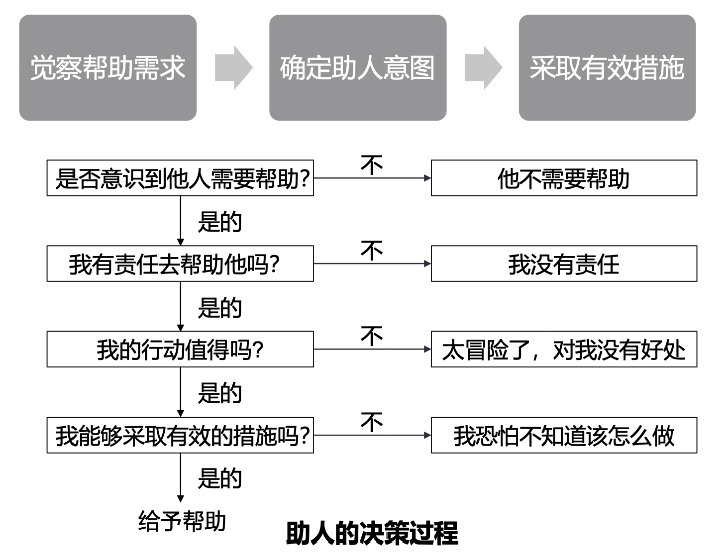 觉察帮助需求
确定助人意图
采取有效措施
是否意识到他人需要帮助?
不
他不需要帮助
是的
我有责任去帮助他吗?
不
我没有责任
是的
我的行动值得吗?
不
太冒险了，对我没有好处
是的
我能够采取有效的措施吗?
不
我恐怕不知道该怎么做
是的
给予帮助
助人的决策过程